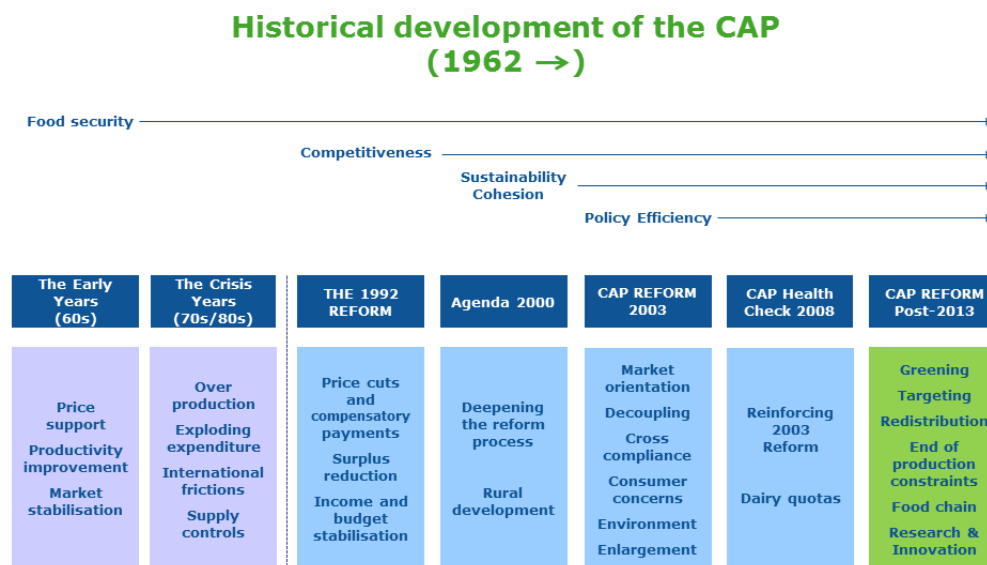 Historical development of the CAP
(1962 →)
Food security
Competitiveness
Sustainability
Cohesion
Policy Efficiency
The Early
Years
(60s)
The Crisis
Years
(70s/80s)
THE 1992
REFORM
Agenda 2000
CAP REFORM
2003
CAP Health
Check 2008
CAP REFORM
Post-2013
Price
support
Productivity
improvement
Market
stabilisation
Over
production
Exploding
expenditure
International
frictions
Supply
controls
Price cuts
and
compensatory
payments
Surplus
reduction
Income and
budget
stabilisation
Deepening
the reform
process
Rural
development
Market
orientation
Decoupling
Cross
compliance
Consumer
concerns
Environment
Enlargement
Reinforcing
2003
Reform
Dairy quotas
Greening
Targeting
Redistribution
End of
production
constraints
Food chain
Research &
Innovation